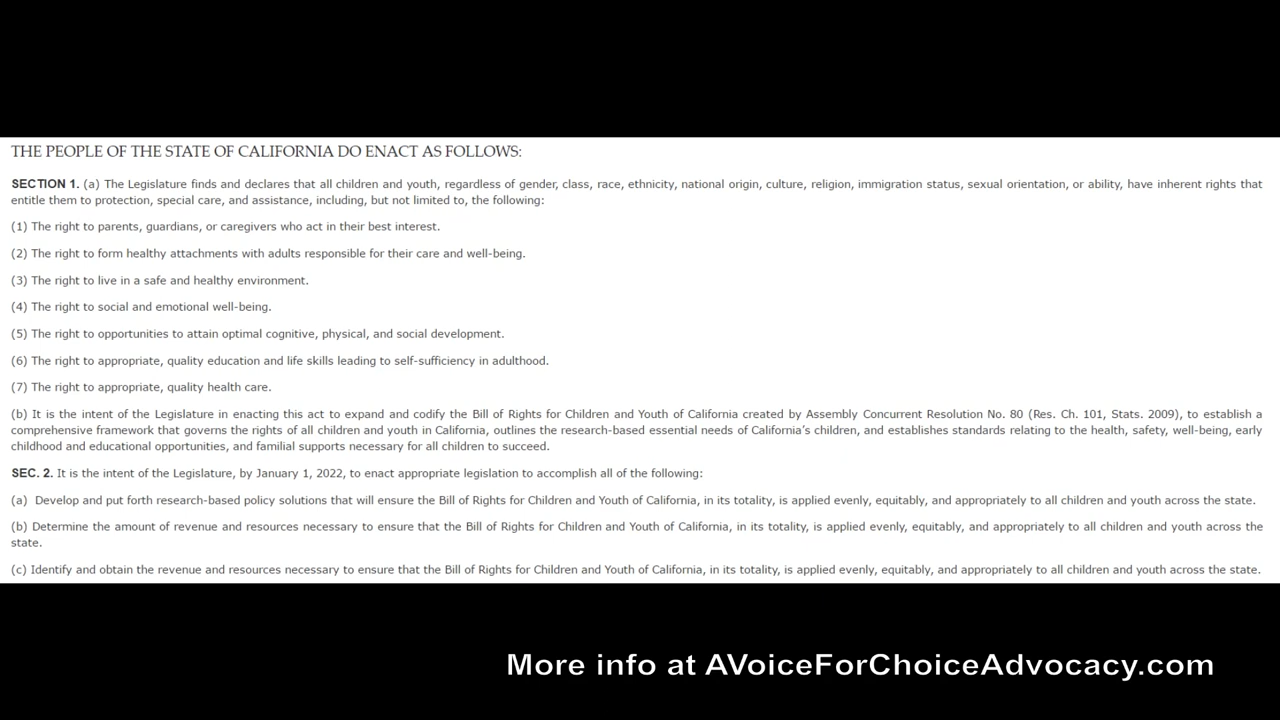 THE PEOPLE OF THE STATE OF CALIFORNIA DO ENACT AS FOLLOWS:
SECTION 1. (a) The Legislature finds and declares that all children and youth, regardless of gender, class, race, ethnicity, national origin, culture, religion, immigration status, sexual orientation, or ability, have inherent rights that
entitle them to protection, special care, and assistance, including, but not limited to, the following:
(1) The right to parents, guardians, or caregivers who act in their best interest.
(2) The right to form healthy attachments with adults responsible for their care and well-being.
(3) The right to live in a safe and healthy environment.
(4) The right to social and emotional well-being.
(5) The right to opportunities to attain optimal cognitive, physical, and social development.
(6) The right to appropriate, quality education and life skills leading to self-sufficiency in adulthood.
(7) The right to appropriate, quality health care.
(b) It is the intent of the Legislature in enacting this act to expand and codify the Bill of Rights for Children and Youth of California created by Assembly Concurrent Resolution No. 80 (Res. Ch. 101, Stats. 2009), to establish a
comprehensive framework that governs the rights of all children and youth in California, outlines the research-based essential needs of California's children, and establishes standards relating to the health, safety, well-being, early
childhood and educational opportunities, and familial supports necessary for all children to succeed.
SEC. 2. It is the intent of the Legislature, by January 1, 2022, to enact appropriate legislation to accomplish all of the following:
(a) Develop and put forth research-based policy solutions that will ensure the Bill of Rights for Children and Youth of California, in its totality, is applied evenly, equitably, and appropriately to all children and youth across the state.
(b) Determine the amount of revenue and resources necessary to ensure that the Bill of Rights for Children and Youth of California, in its totality, is applied evenly, equitably, and appropriately to all children and youth across the
state.
(c) Identify and obtain the revenue and resources necessary to ensure that the Bill of Rights for Children and Youth of California, in its totality, is applied evenly, equitably, and appropriately to all children and youth across the state.
More info at AVoiceForChoiceAdvocacy.com